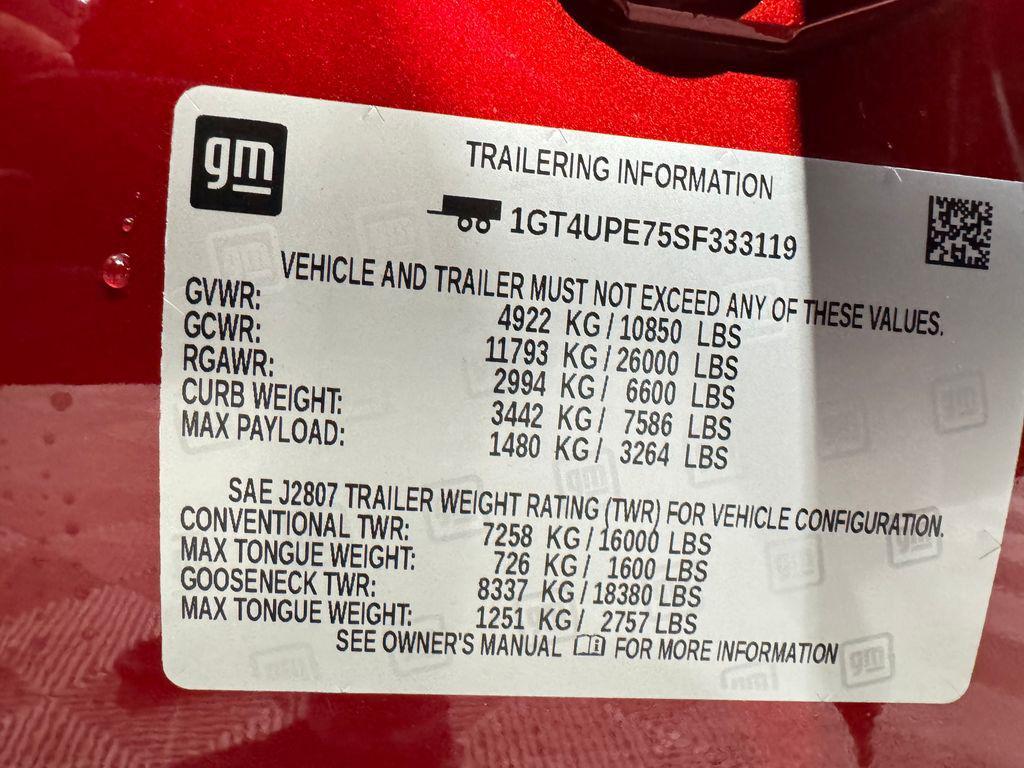 gm
TRAILERING INFORMATION
1GT4UPE75SF333119
VEHICLE AND TRAILER MUST NOT EXCEED ANY OF THESE VALUES.
GVWR: 4922 KG / 10850 LBS
GCWR: 11793 KG / 26000 LBS
RGAWR: 2994 KG / 6600 LBS
CURB WEIGHT: 3442 KG / 7586 LBS
MAX PAYLOAD: 1480 KG / 3264 LBS
SAE J2807 TRAILER WEIGHT RATING (TWR) FOR VEHICLE CONFIGURATION.
CONVENTIONAL TWR: 7258 KG / 16000 LBS
MAX TONGUE WEIGHT: 726 KG / 1600 LBS
GOOSENECK TWR: 8337 KG / 18380 LBS
MAX TONGUE WEIGHT: 1251 KG / 2757 LBS
SEE OWNER'S MANUAL FOR MORE INFORMATION